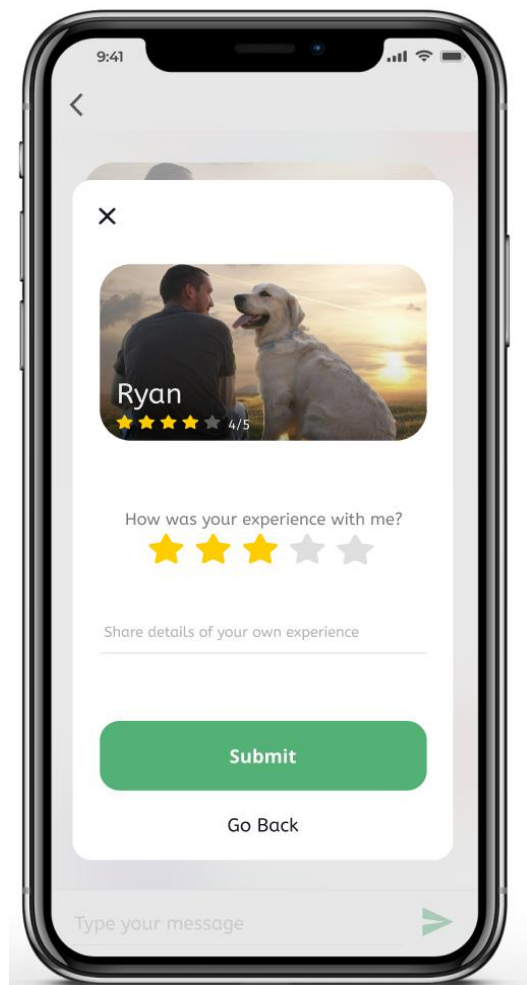 9:41
Ryan
4/5
How was your experience with me?
Share details of your own experience
Submit
Go Back
Type your message